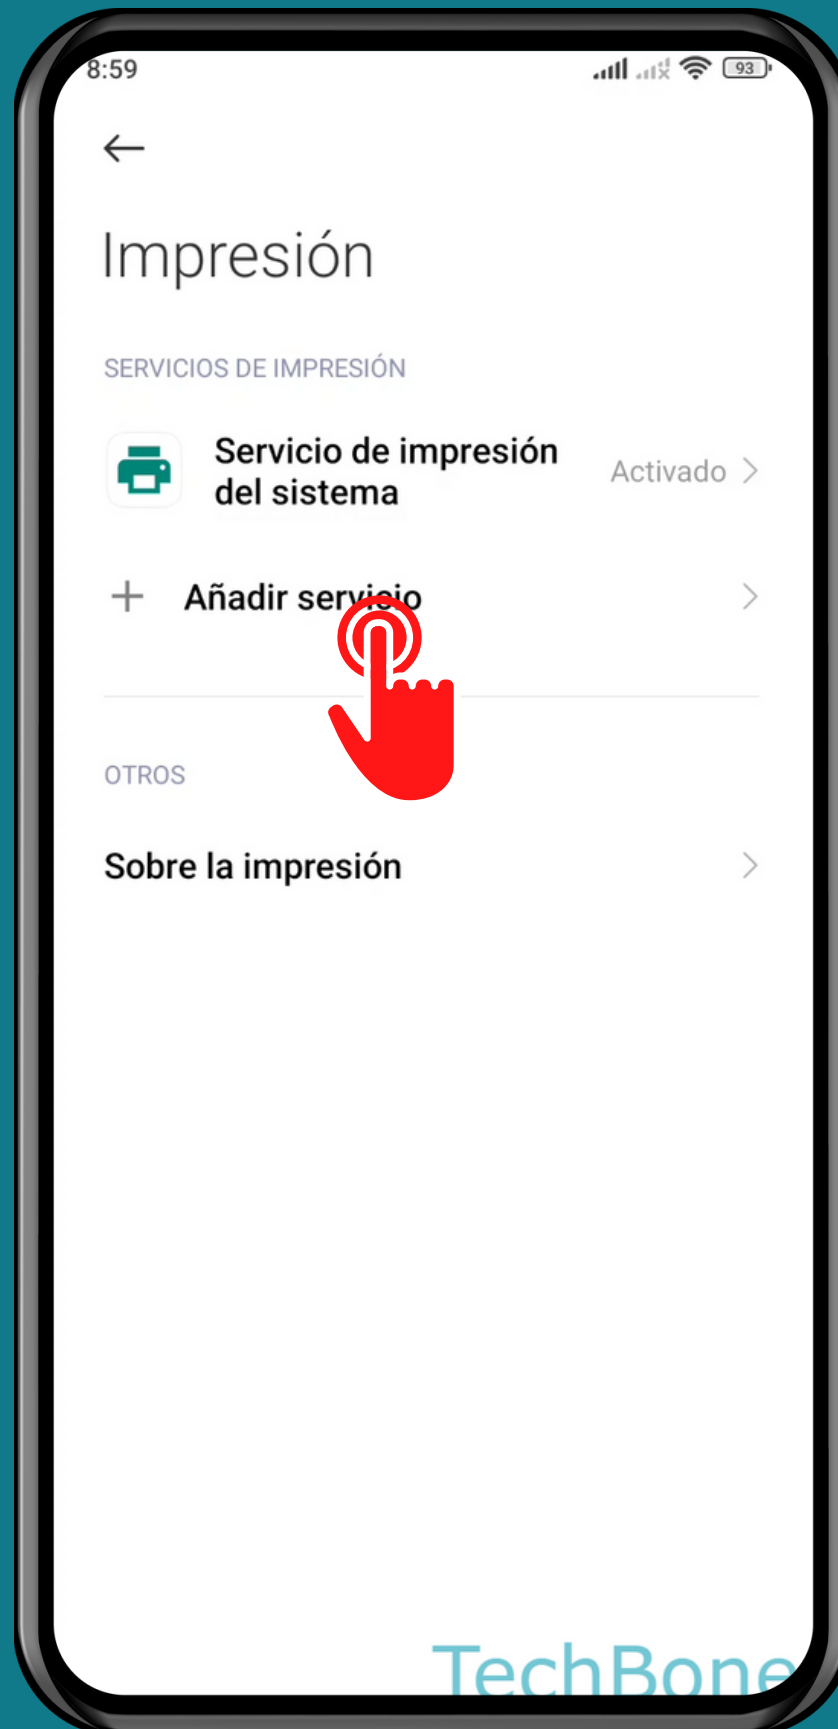 8:59
93
Impresión
SERVICIOS DE IMPRESIÓN
Servicio de impresión
del sistema
Activado
Añadir servicio
OTROS
Sobre la impresión
TechBone